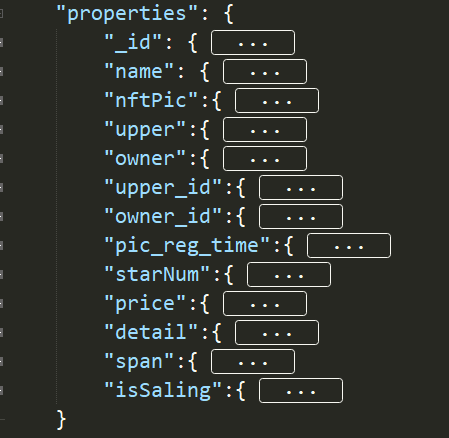 "properties": {
"_id": { ...
"name": { ...
"nftPic":{ ...
"upper":{ ...
"owner":{ ...
"upper_id":{ ...
"owner_id":{ ...
"pic_reg_time":{ ...
"starNum":{ ...
"price":{ ...
"detail":{ ...
"span":{ ...
"isSaling":{ ...
}